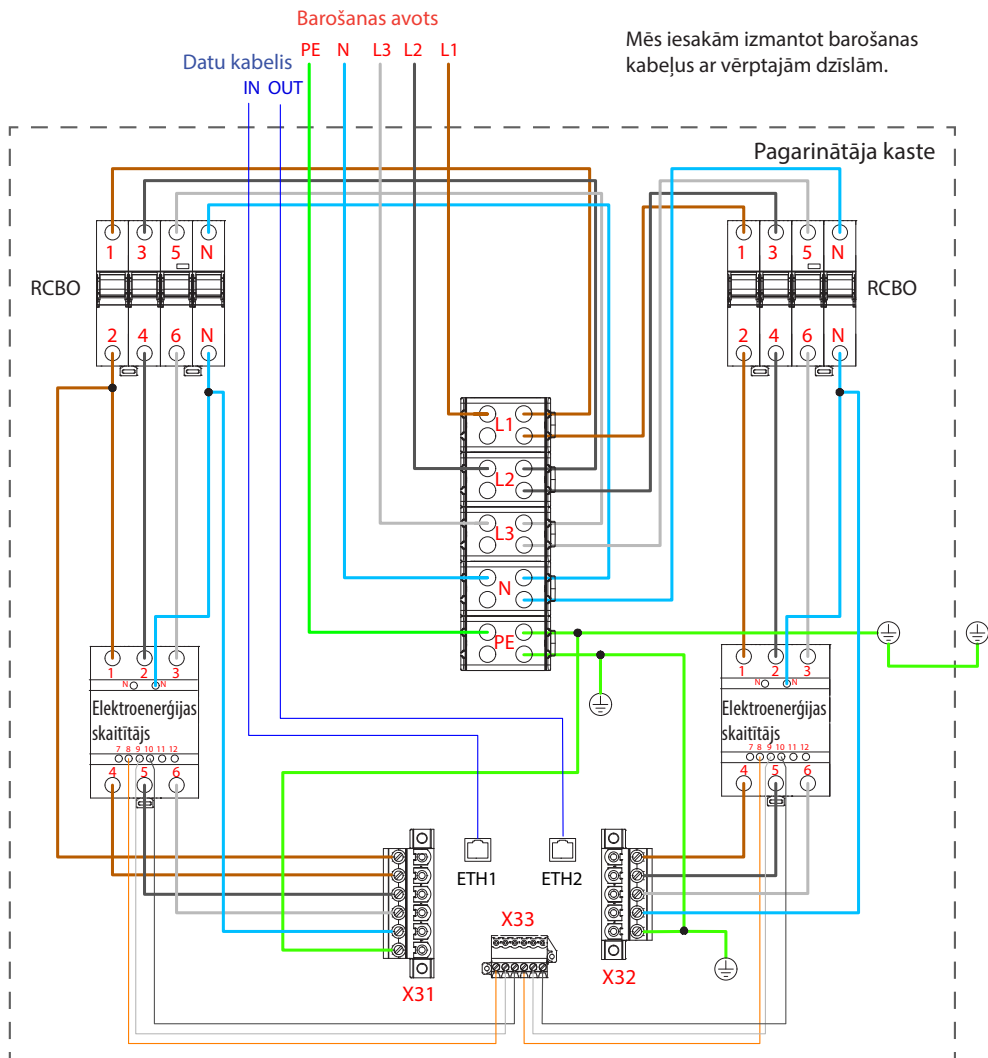 Barošanas avots
Mēs iesakām izmantot barošanas
kabeļus ar vērptajām dzīslām.
PE N L3 L2 L1
Datu kabelis
IN OUT
Pagarinātāja kaste
1 3 5 N
1 3 5 N
RCBO
RCBO
2 4 6 N
2 4 6 N
L1
L2
L3
N
PE
1 2 3
1 2 3
N N
N N
Elektroenerģijas
skaitītājs
Elektroenerģijas
skaitītājs
7 8 9 10 11 12
7 8 9 10 11 12
4 5 6
4 5 6
ETH1
ETH2
X33
X31
X32